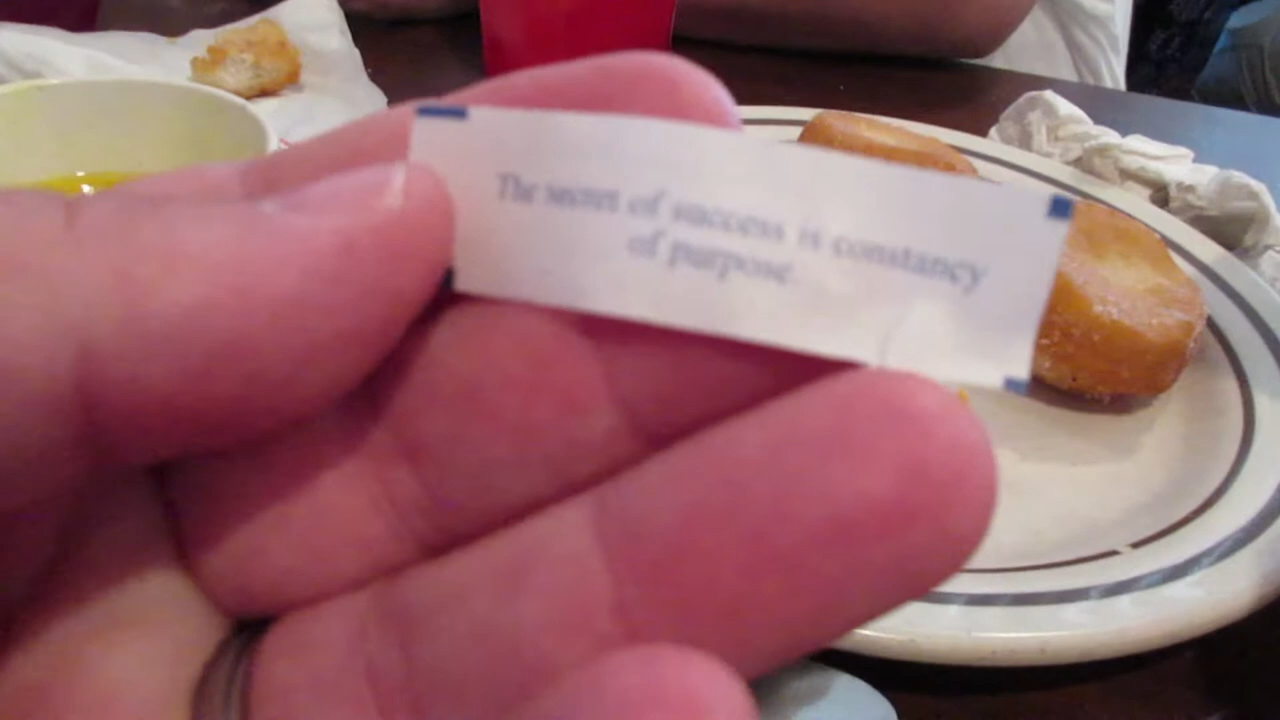 The secret of success is constancy
of purpose.